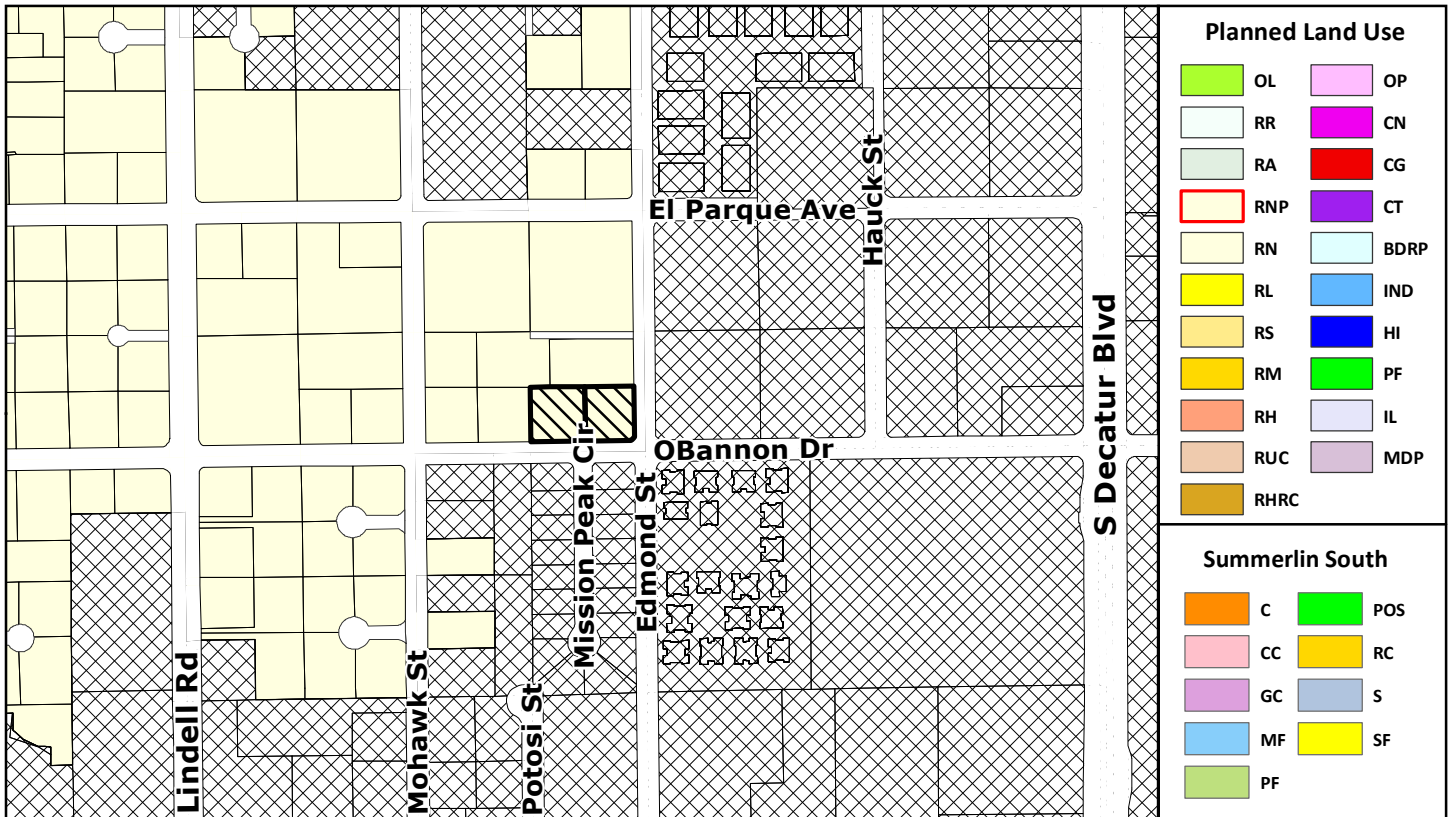 El Parque Ave
Hauck St
S Decatur Blvd
OBannon Dr
Mission Peak Cir
Edmond St
Lindell Rd
Mohawk St
Potosi St
Planned Land Use
OL
OP
RR
CN
RA
CG
RNP
CT
RN
BDRP
RL
IND
RS
HI
RM
PF
RH
IL
RUC
MDP
RHRC
Summerlin South
C
POS
CC
RC
GC
S
MF
SF
PF